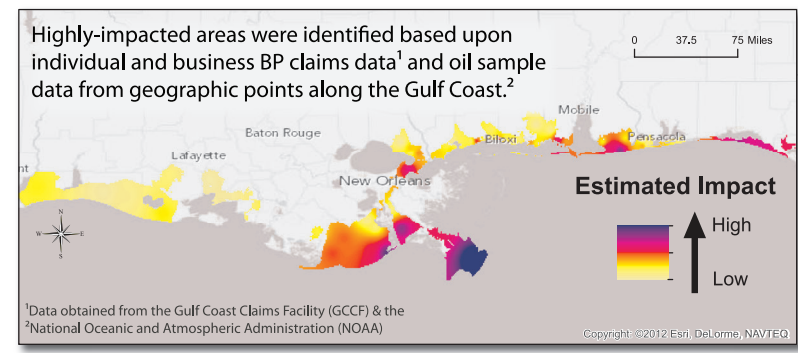 Highly-impacted areas were identified based upon
individual and business BP claims data¹ and oil sample
data from geographic points along the Gulf Coast.²
0 37.5 75 Miles
Mobile
Baton Rouge
Biloxi
Pensacola
Lafayette
nt
New Orleans
Estimated Impact
High
Low
N
W E
S
¹Data obtained from the Gulf Coast Claims Facility (GCCF) & the
²National Oceanic and Atmospheric Administration (NOAA)
Copyright: ©2012 Esri, DeLorme, NAVTEQ